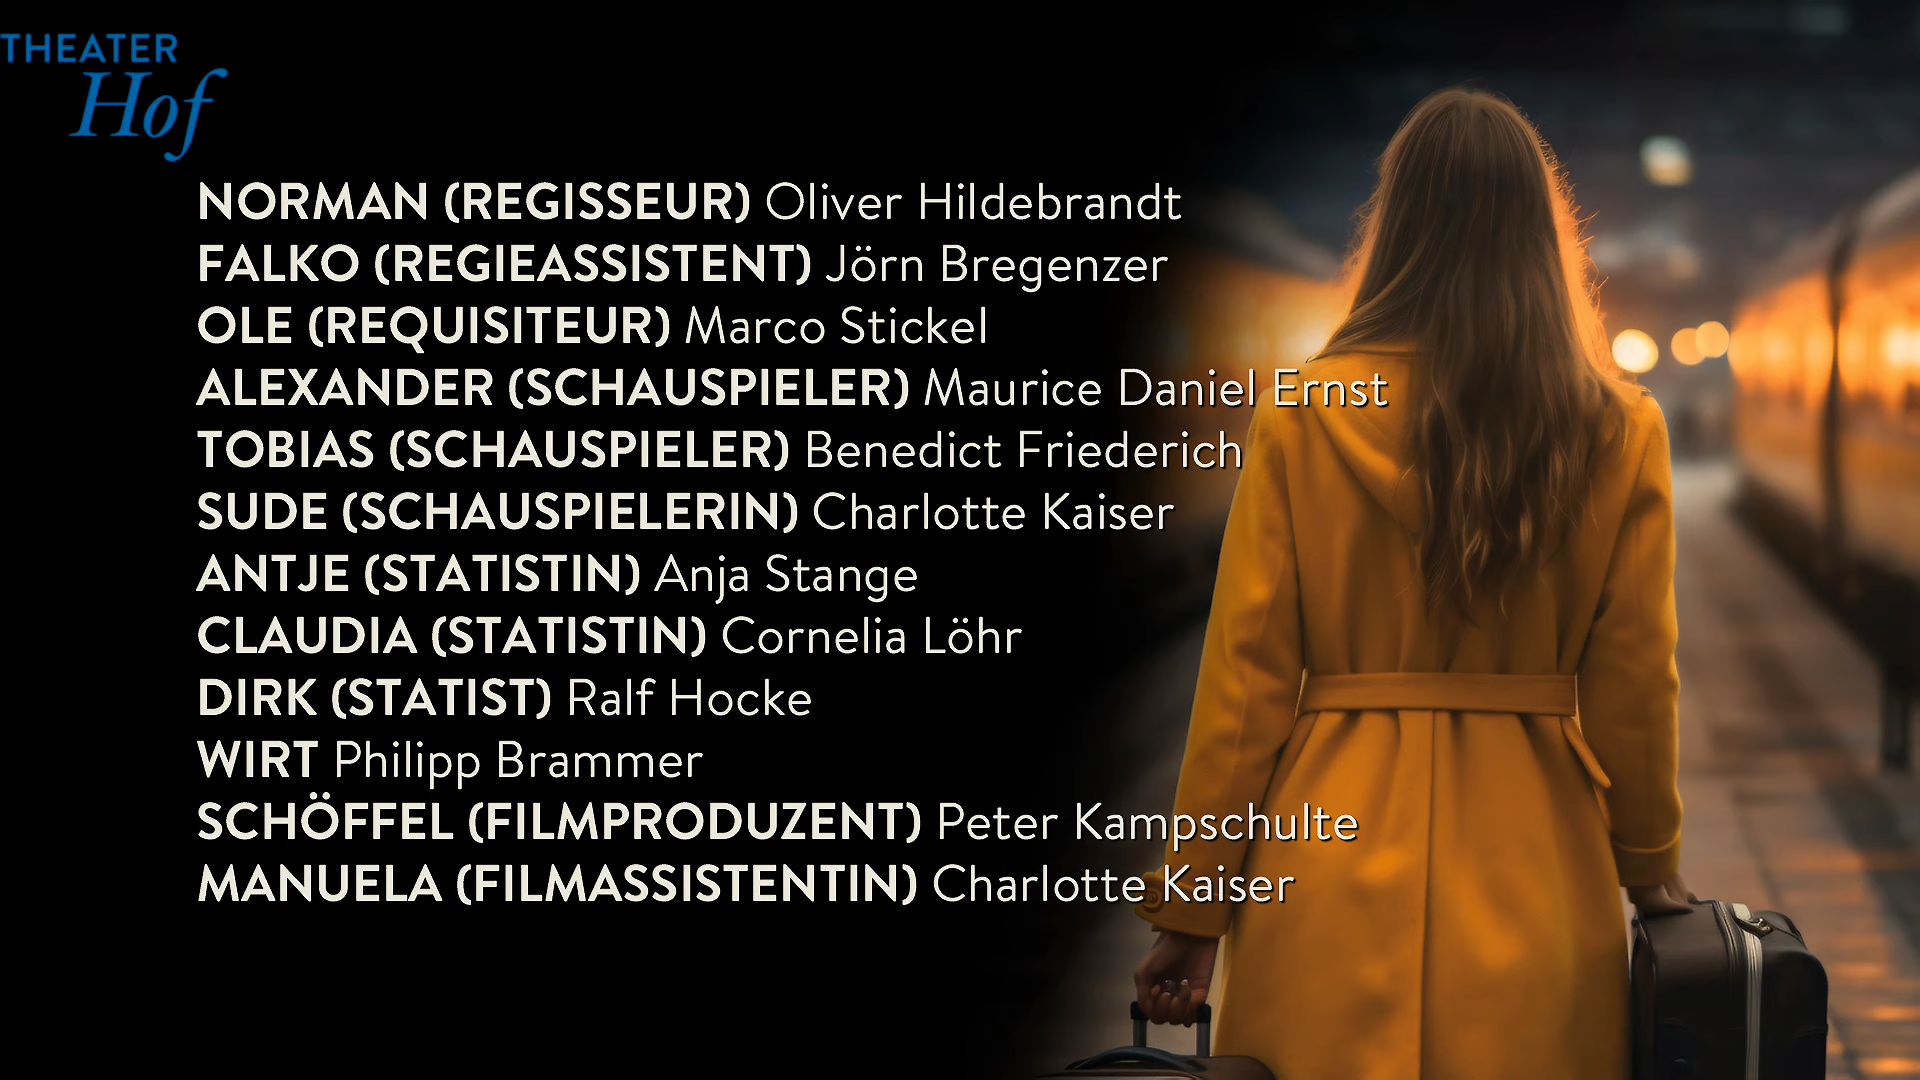 THEATER
Hof
NORMAN (REGISSEUR) Oliver Hildebrandt
FALKO (REGIEASSISTENT) Jörn Bregenzer
OLE (REQUISITEUR) Marco Stickel
ALEXANDER (SCHAUSPIELER) Maurice Daniel Ernst
TOBIAS (SCHAUSPIELER) Benedict Friederich
SUDE (SCHAUSPIELERIN) Charlotte Kaiser
ANTJE (STATISTIN) Anja Stange
CLAUDIA (STATISTIN) Cornelia Löhr
DIRK (STATIST) Ralf Hocke
WIRT Philipp Brammer
SCHÖFFEL (FILMPRODUZENT) Peter Kampschulte
MANUELA (FILMASSISTENTIN) Charlotte Kaiser